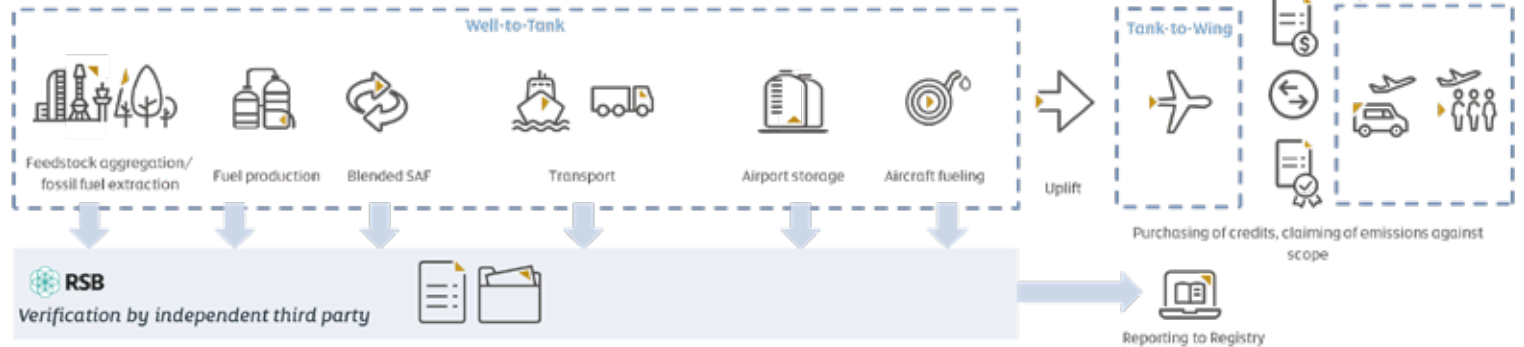 Well-to-Tank
Tank-to-Wing
Feedstock aggregation/
fossil fuel extraction
Fuel production
Blended SAF
Transport
Airport storage
Aircraft fueling
Uplift
$
Purchasing of credits, claiming of emissions against
scope
RSB
Verification by independent third party
Reporting to Registry